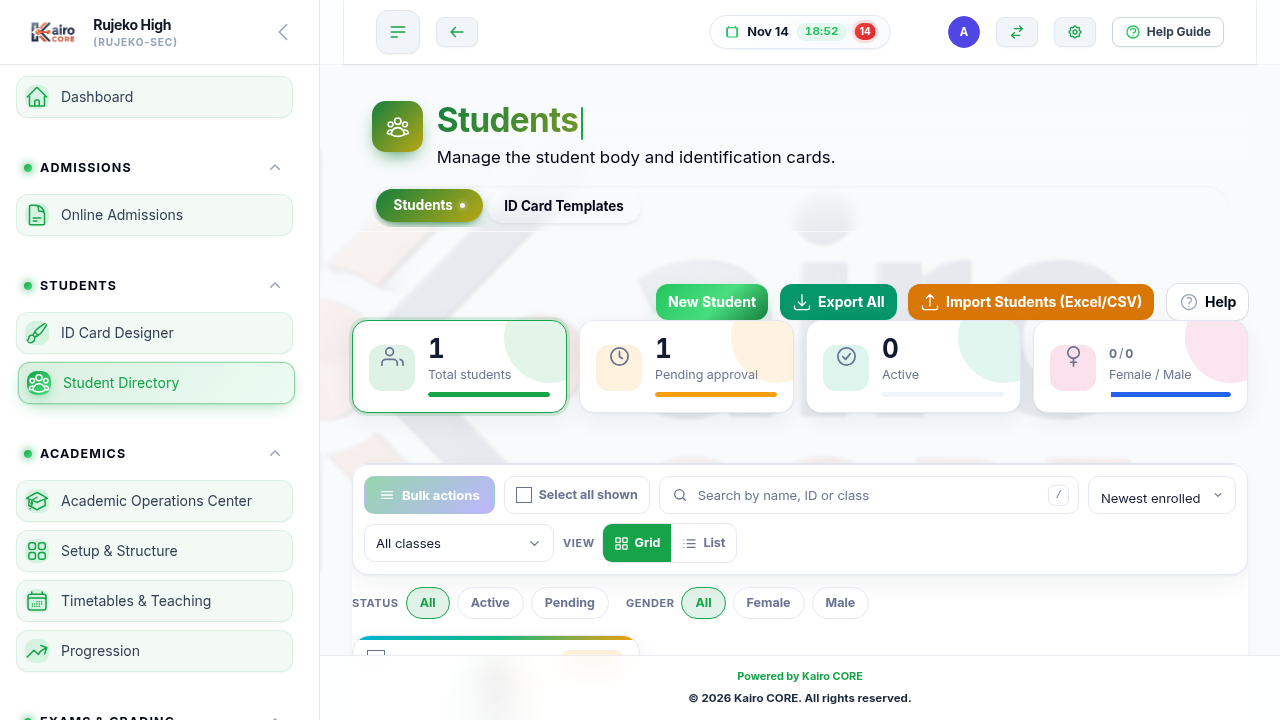 Kairo
CORE
Rujeko High
(RUJEKO-SEC)
Nov 14
18:52
14
A
Help Guide
Dashboard
ADMISSIONS
Online Admissions
STUDENTS
ID Card Designer
Student Directory
ACADEMICS
Academic Operations Center
Setup & Structure
Timetables & Teaching
Progression
EXAMS & GRADING
Students
Manage the student body and identification cards.
Students
ID Card Templates
New Student
Export All
Import Students (Excel/CSV)
Help
1
Total students
1
Pending approval
0
Active
0 / 0
Female / Male
Bulk actions
Select all shown
Search by name, ID or class
/
Newest enrolled
All classes
VIEW
Grid
List
STATUS
All
Active
Pending
GENDER
All
Female
Male
Powered by Kairo CORE
© 2026 Kairo CORE. All rights reserved.